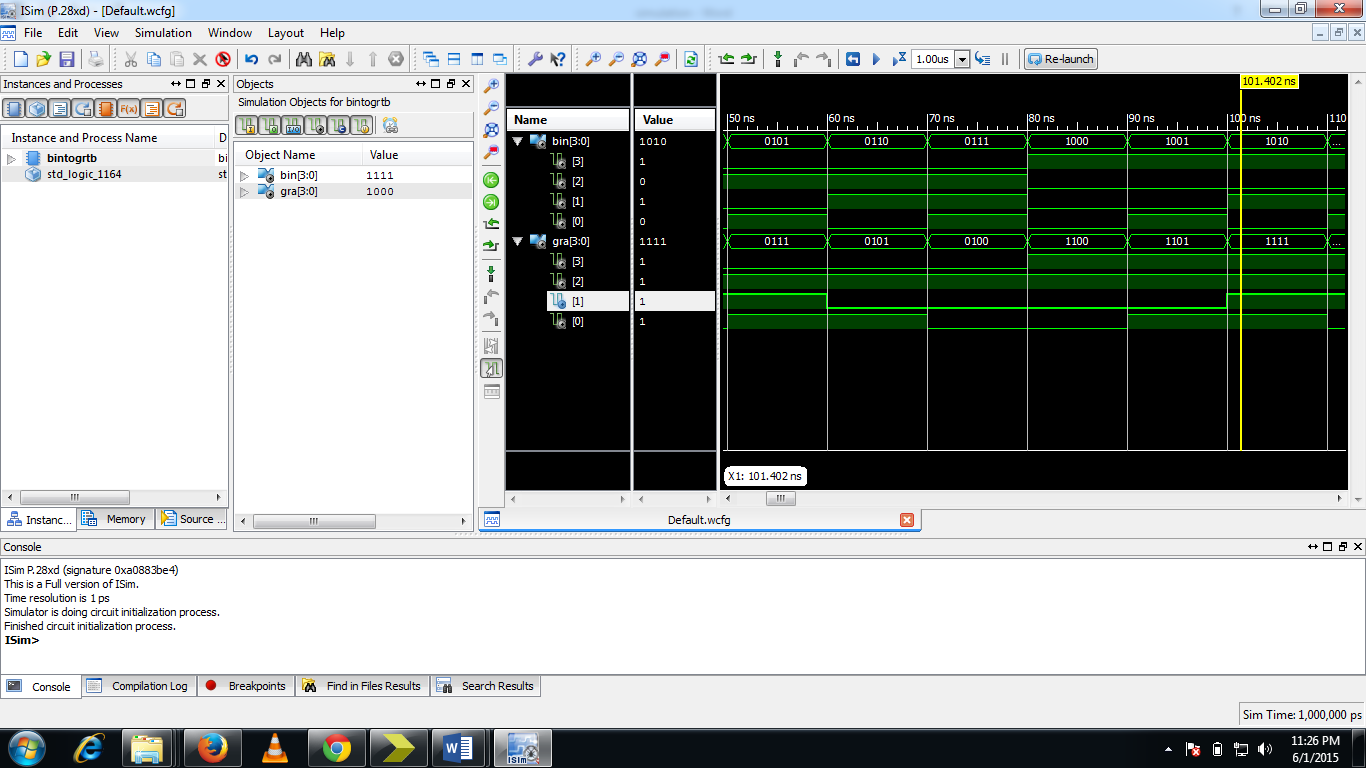 ISim (P.28xd) - [Default.wcfg]
File Edit View Simulation Window Layout Help
1.00us Re-launch
Instances and Processes
Instance and Process Name D
bintogrtb bi
std_logic_1164 st
Instanc... Memory Source ...
Objects
Simulation Objects for bintogrtb
Object Name Value
bin[3:0] 1111
gra[3:0] 1000
Name Value
bin[3:0] 1010
[3] 1
[2] 0
[1] 1
[0] 0
gra[3:0] 1111
[3] 1
[2] 1
[1] 1
[0] 1
101.402 ns
50 ns 60 ns 70 ns 80 ns 90 ns 100 ns 110
0101 0110 0111 1000 1001 1010 ...
0111 0101 0100 1100 1101 1111 ...
X1: 101.402 ns
Default.wcfg
Console
ISim P.28xd (signature 0xa0883be4)
This is a Full version of ISim.
Time resolution is 1 ps
Simulator is doing circuit initialization process.
Finished circuit initialization process.
ISim>
Console Compilation Log Breakpoints Find in Files Results Search Results
Sim Time: 1,000,000 ps
ISim
11:26 PM
6/1/2015